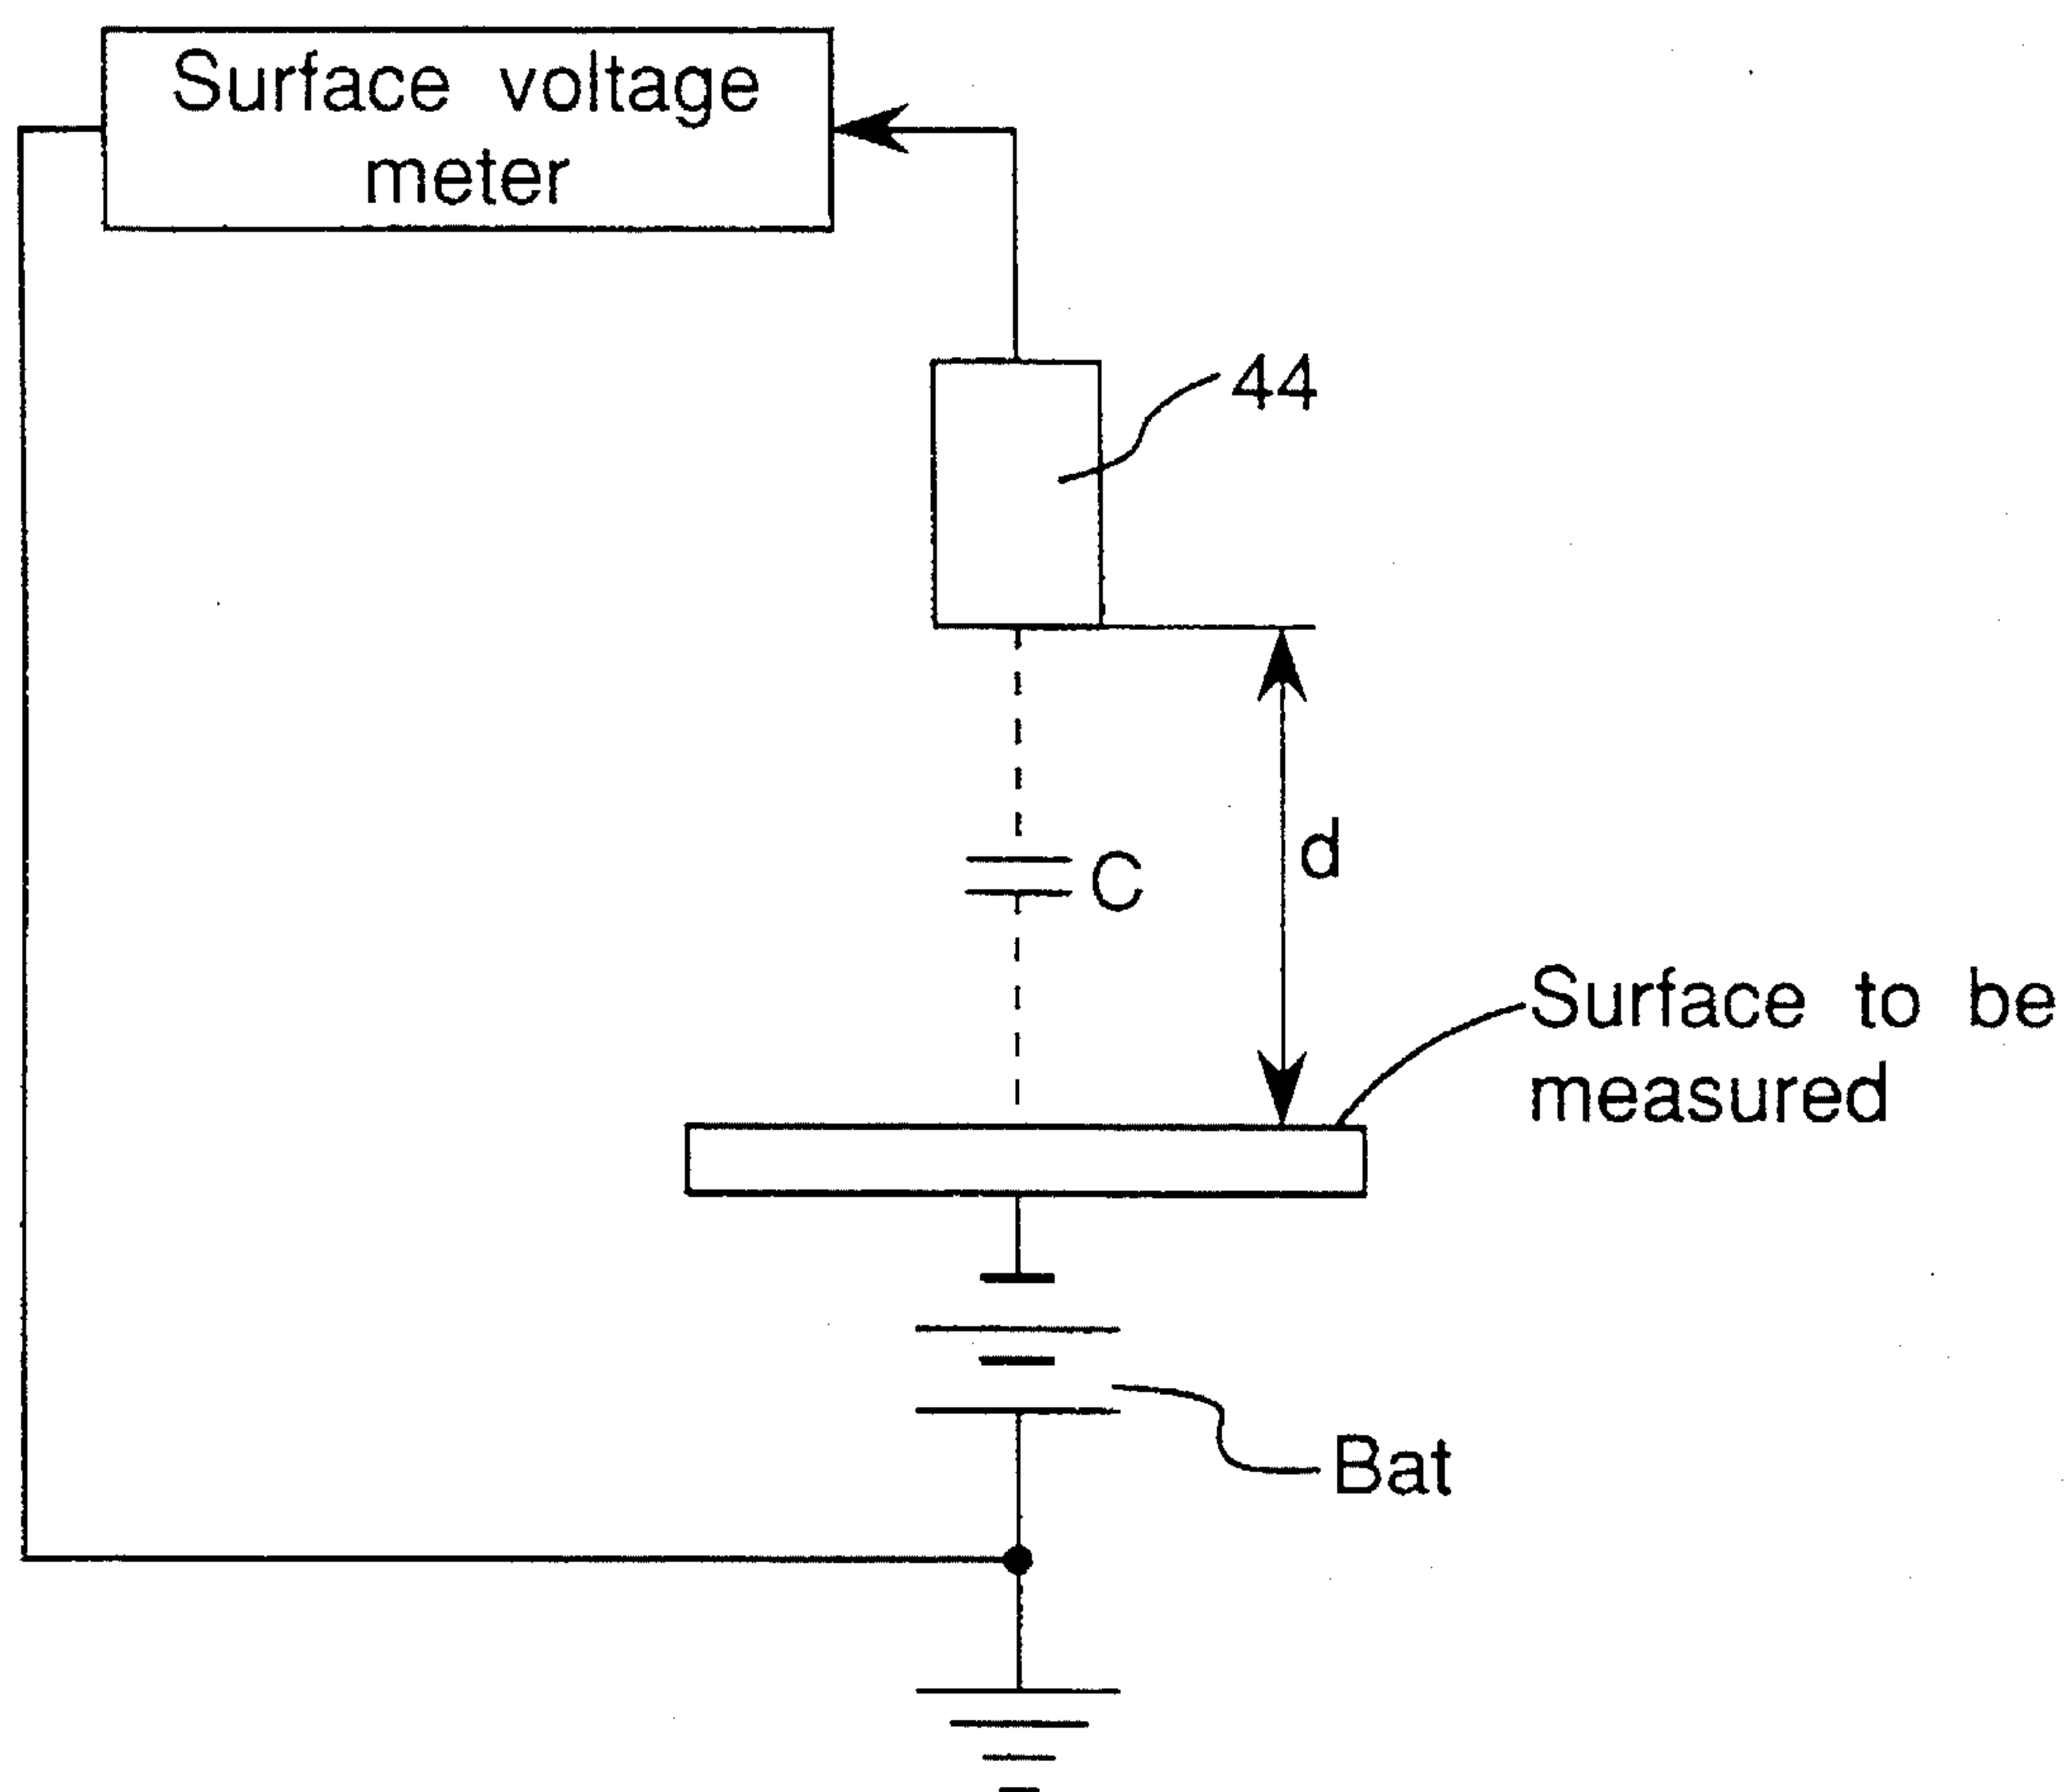 Surface voltage
meter
44
C
d
Surface to be
measured
Bat